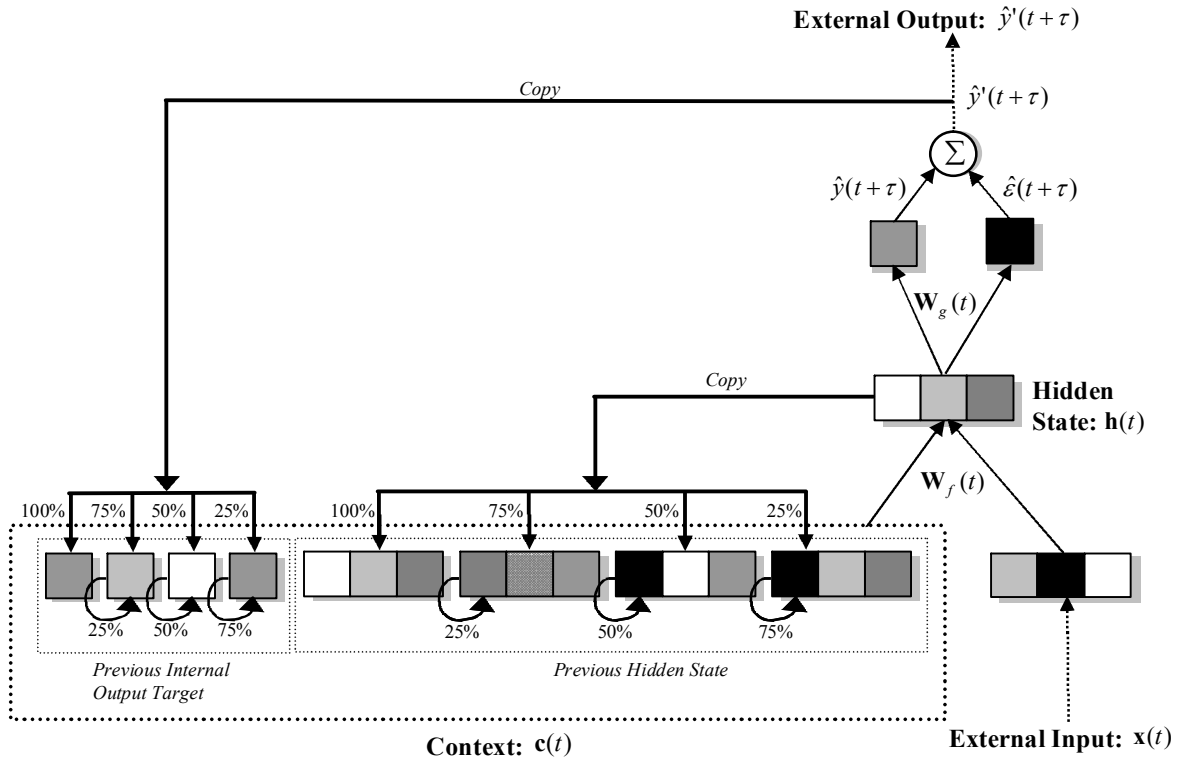 External Output: ŷ'(t+τ)
Copy
ŷ'(t+τ)
Σ
ŷ(t+τ)
ε̂(t+τ)
W_g(t)
Copy
Hidden
State: h(t)
W_f(t)
100% 75% 50% 25%
100% 75% 50% 25%
25% 50% 75%
25% 50% 75%
Previous Internal
Output Target
Previous Hidden State
Context: c(t)
External Input: x(t)